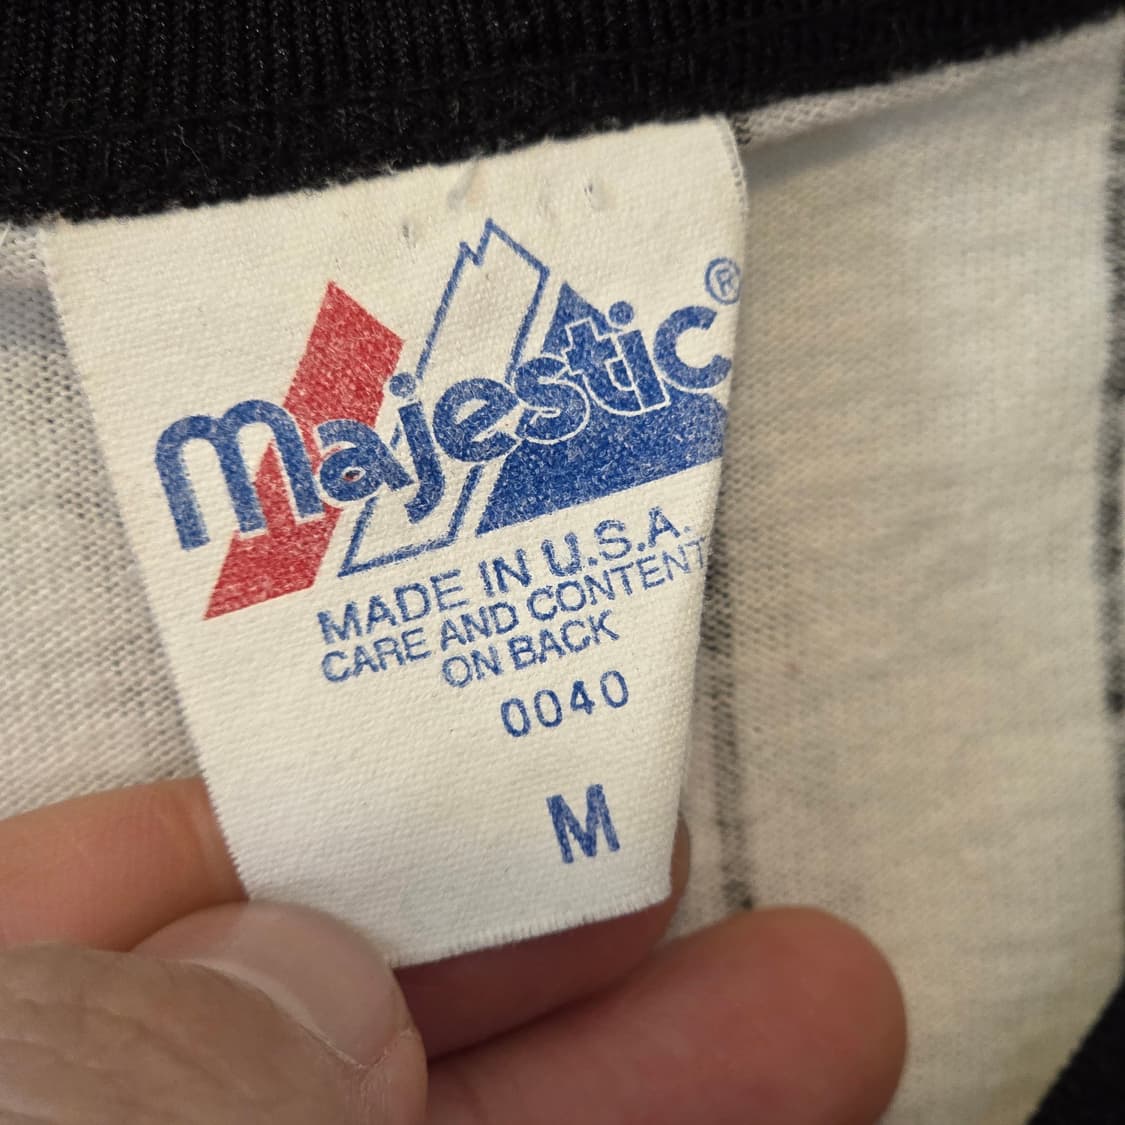 majestic®
MADE IN U.S.A.
CARE AND CONTENT
ON BACK
0040
M